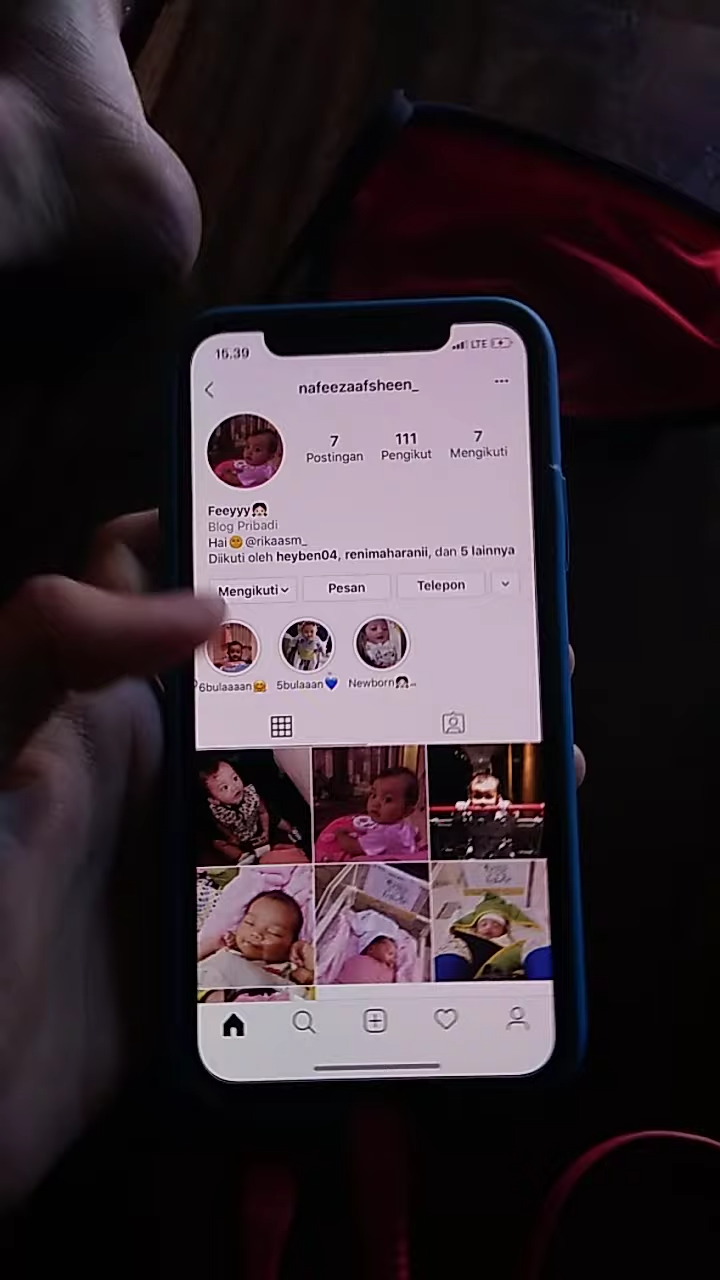 15.39
LTE
nafeezaafsheen_
7 111 7
Postingan Pengikut Mengikuti
Feeyyy👧🏻
Blog Pribadi
Hai😁@rikaasm_
Diikuti oleh heyben04, renimaharanii, dan 5 lainnya
Mengikuti Pesan Telepon
6bulaaaan🤗 5bulaaan💙 Newborn👧🏻...